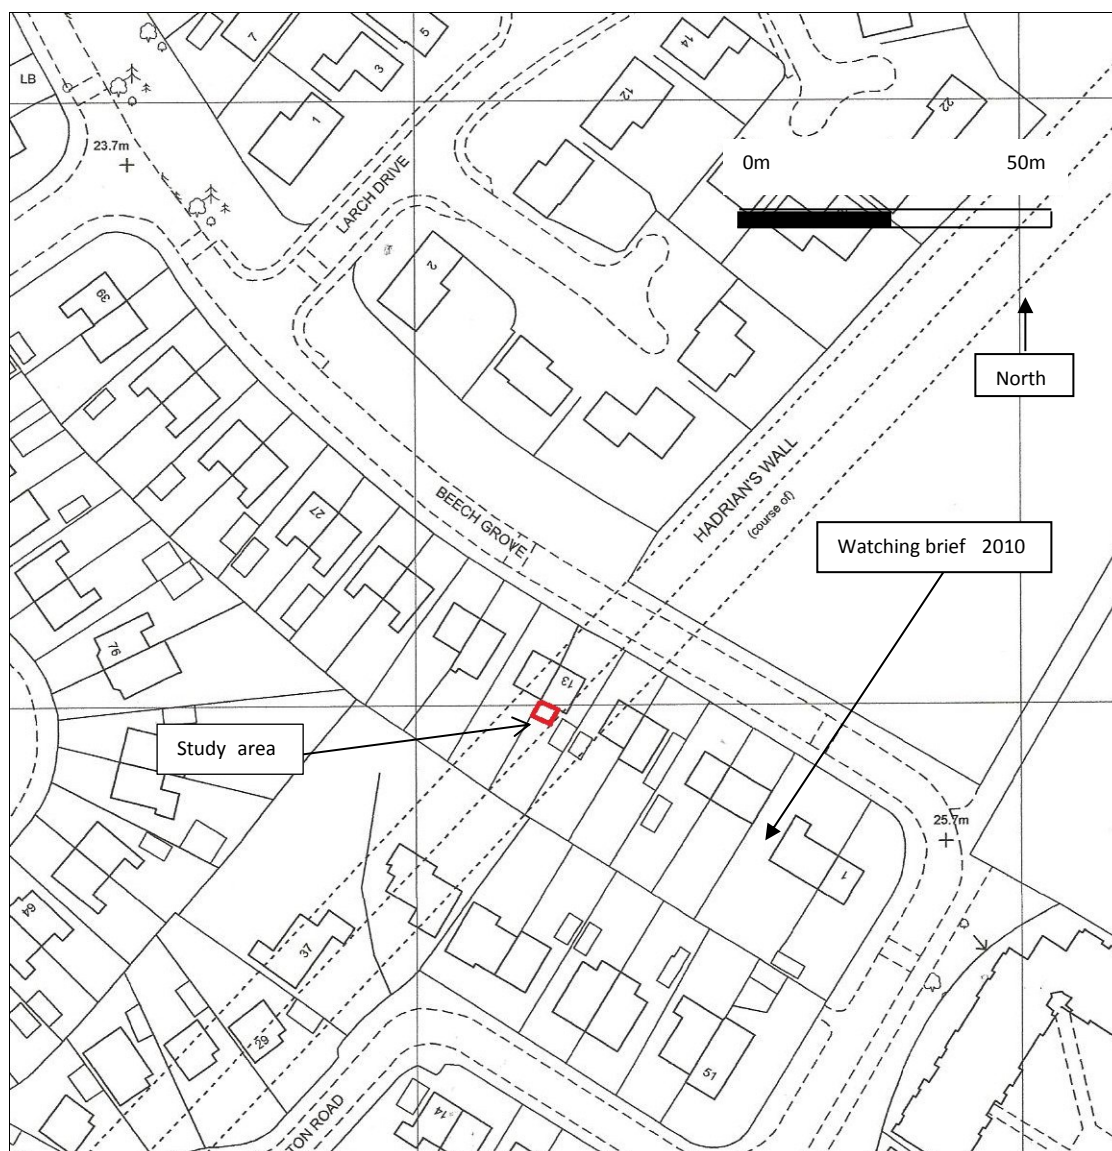 7
5
3
1
LB
14
12
22
23.7m
0m 50m
LARCH DRIVE
2
39
North
HADRIAN'S WALL
(course of)
BEECH GROVE
27
Watching brief 2010
76
13
Study area
25.7m
1
64
37
29
51
14
TON ROAD